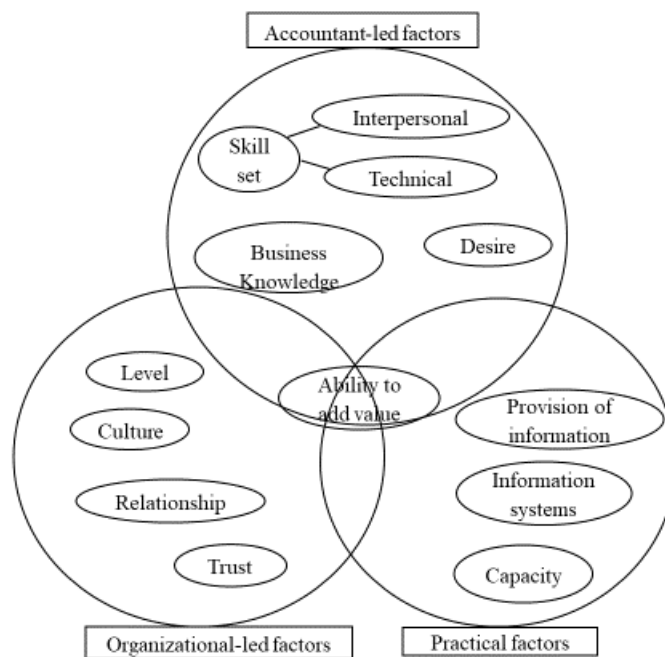 Accountant-led factors
Interpersonal
Skill
set
Technical
Business
Knowledge
Desire
Level
Ability to
add value
Culture
Provision of
information
Relationship
Information
systems
Trust
Capacity
Organizational-led factors
Practical factors